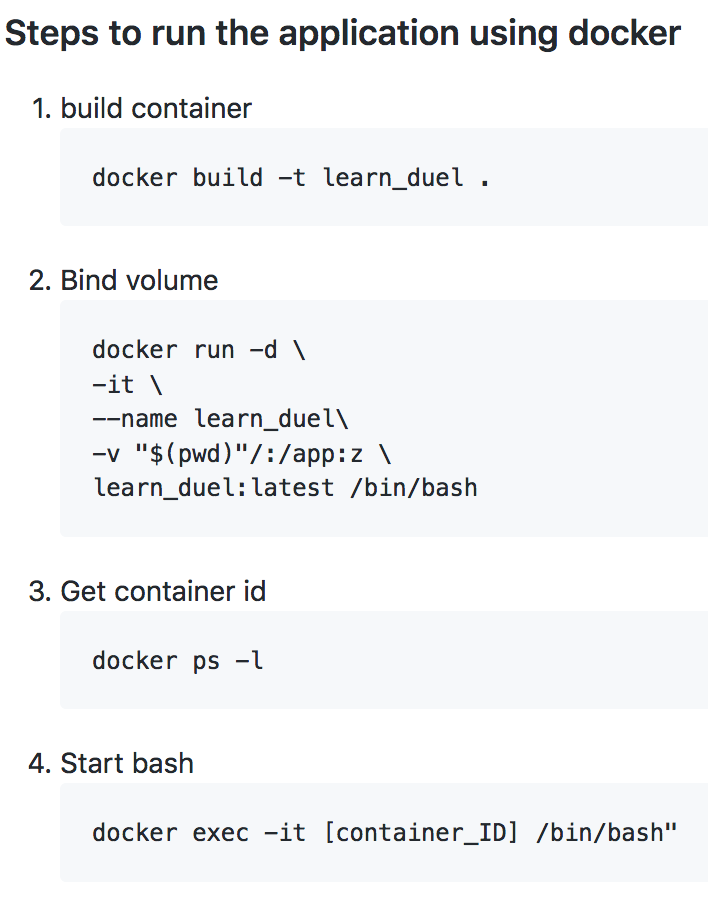 Steps to run the application using docker
1. build container
docker build -t learn_duel .
2. Bind volume
docker run -d \
-it \
--name learn_duel\
-v "$(pwd)"/:/app:z \
learn_duel:latest /bin/bash
3. Get container id
docker ps -l
4. Start bash
docker exec -it [container_ID] /bin/bash"